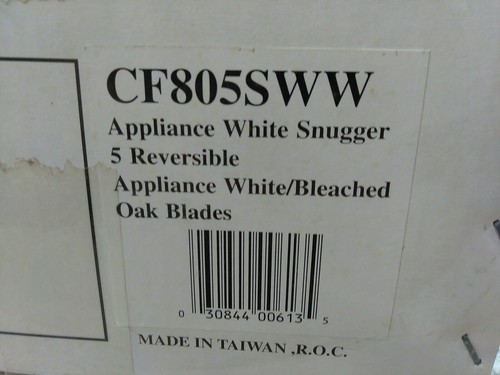 CF805SWW
Appliance White Snugger
5 Reversible
Appliance White/Bleached
Oak Blades
0 30844 00613 5
MADE IN TAIWAN ,R.O.C.